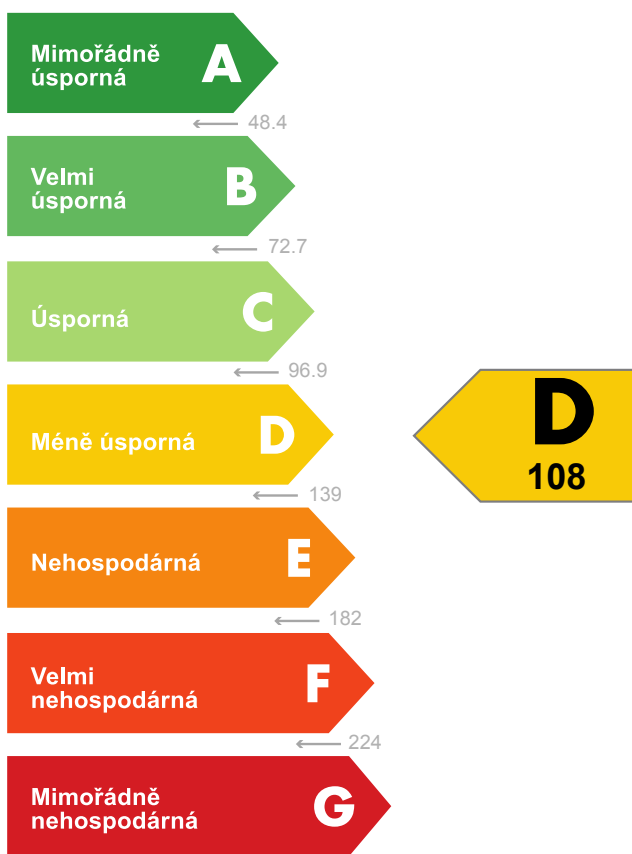 Mimořádně
úsporná
A
48.4
Velmi
úsporná
B
72.7
Úsporná
C
96.9
Méně úsporná
D
D
108
139
Nehospodárná
E
182
Velmi
nehospodárná
F
224
Mimořádně
nehospodárná
G